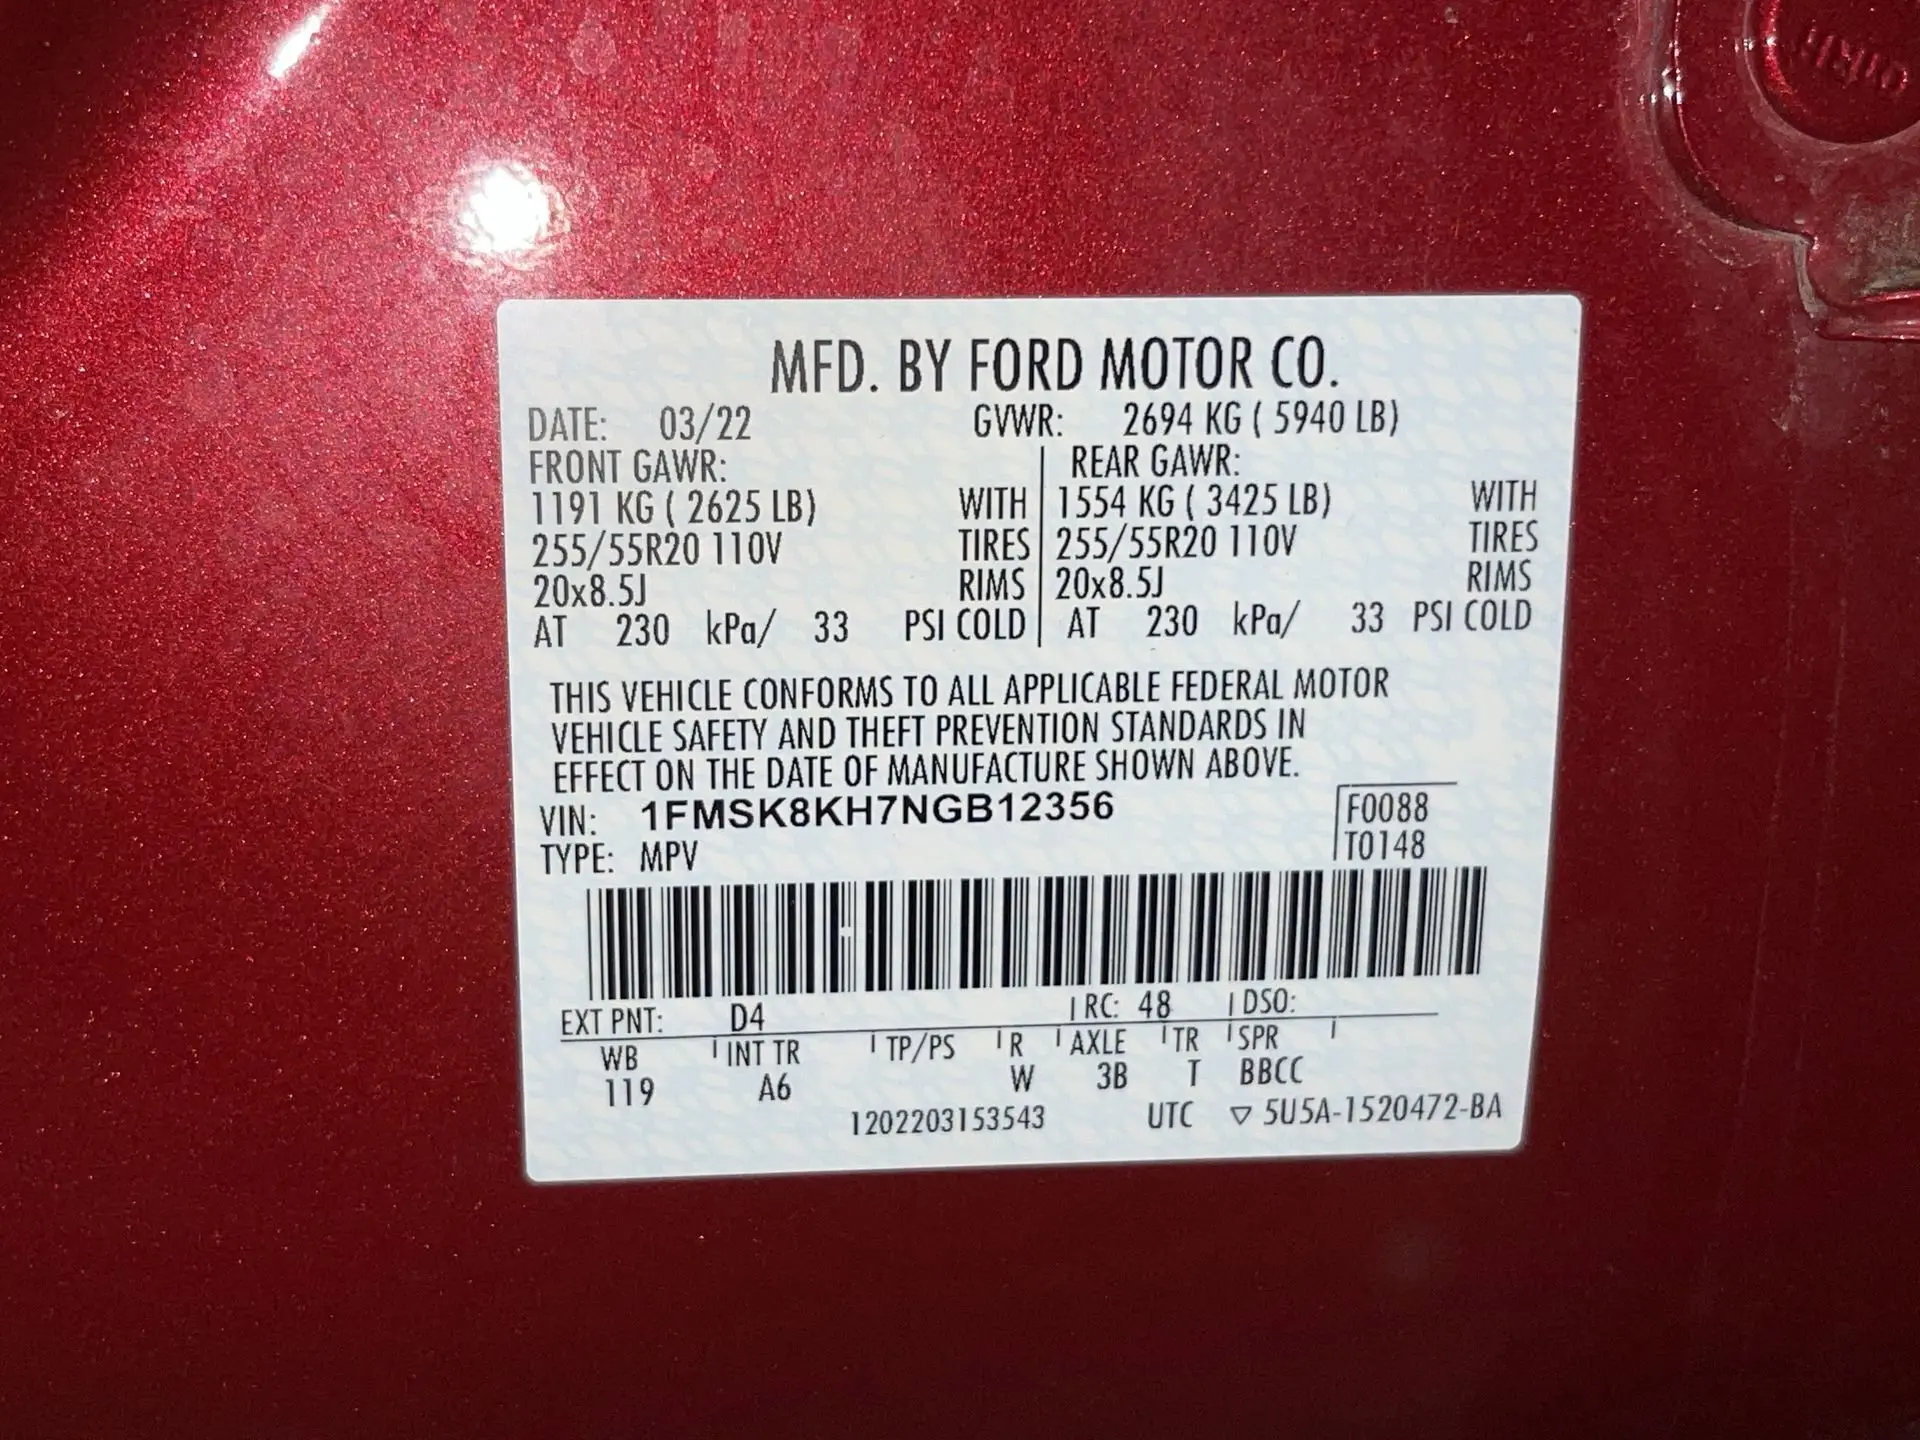 MFD. BY FORD MOTOR CO.
DATE: 03/22 GVWR: 2694 KG ( 5940 LB)
FRONT GAWR: REAR GAWR:
1191 KG ( 2625 LB) WITH 1554 KG ( 3425 LB) WITH
255/55R20 110V TIRES 255/55R20 110V TIRES
20x8.5J RIMS 20x8.5J RIMS
AT 230 kPa/ 33 PSI COLD AT 230 kPa/ 33 PSI COLD
THIS VEHICLE CONFORMS TO ALL APPLICABLE FEDERAL MOTOR
VEHICLE SAFETY AND THEFT PREVENTION STANDARDS IN
EFFECT ON THE DATE OF MANUFACTURE SHOWN ABOVE.
VIN: 1FMSK8KH7NGB12356 F0088
TYPE: MPV T0148
EXT PNT: D4 RC: 48 DSO:
WB INT TR TP/PS R AXLE TR SPR
119 A6 W 3B T BBCC
1202203153543 UTC ▽ 5U5A-1520472-BA